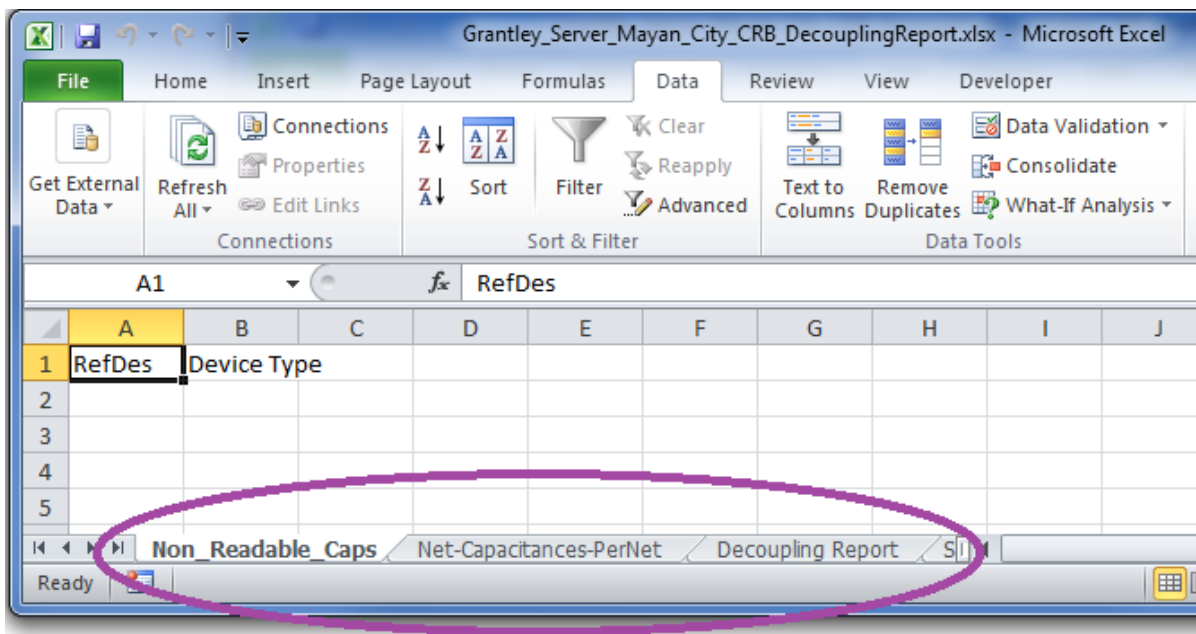 Grantley_Server_Mayan_City_CRB_DecouplingReport.xlsx - Microsoft Excel
File Home Insert Page Layout Formulas Data Review View Developer
Get External Data
Refresh All
Connections
Properties
Edit Links
Connections
Sort
Filter
Clear
Reapply
Advanced
Sort & Filter
Text to Columns
Remove Duplicates
Data Validation
Consolidate
What-If Analysis
Data Tools
A1 fx RefDes
A B C D E F G H I J
1 RefDes Device Type
2
3
4
5
Non_Readable_Caps Net-Capacitances-PerNet Decoupling Report
Ready